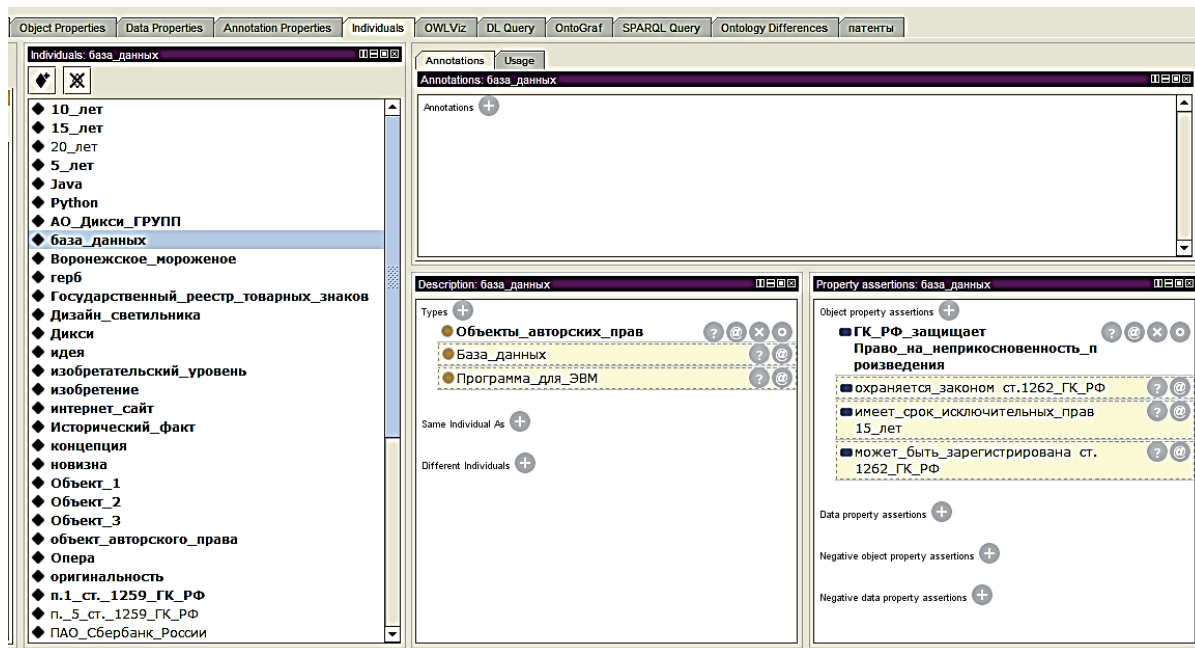 Object Properties Data Properties Annotation Properties Individuals OWLViz DL Query OntoGraf SPARQL Query Ontology Differences патенты
Individuals: база_данных
10_лет
15_лет
20_лет
5_лет
Java
Python
АО_Дикси_ГРУПП
база_данных
Воронежское_мороженое
герб
Государственный_реестр_товарных_знаков
Дизайн_светильника
Дикси
идея
изобретательский_уровень
изобретение
интернет_сайт
Исторический_факт
концепция
новизна
Объект_1
Объект_2
Объект_3
объект_авторского_права
Опера
оригинальность
п.1_ст._1259_ГК_РФ
п._5_ст._1259_ГК_РФ
ПАО_Сбербанк_России
Annotations Usage
Annotations: база_данных
Annotations
Description: база_данных
Types
Объекты_авторских_прав
База_данных
Программа_для_ЭВМ
Same Individual As
Different Individuals
Property assertions: база_данных
Object property assertions
ГК_РФ_защищает
Право_на_неприкосновенность_п
роизведения
охраняется_законом ст.1262_ГК_РФ
имеет_срок_исключительных_прав
15_лет
может_быть_зарегистрирована ст.
1262_ГК_РФ
Data property assertions
Negative object property assertions
Negative data property assertions